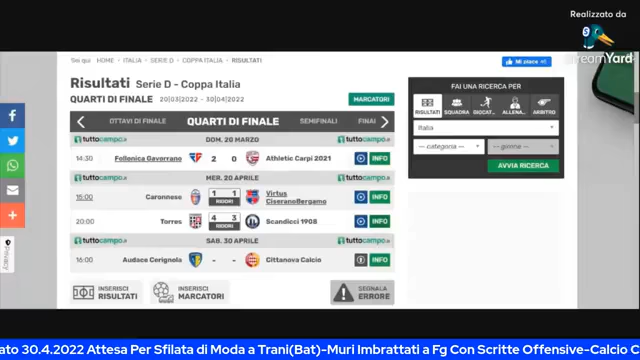 Realizzato da
StreamYard
Sei qui: HOME › ITALIA › SERIE D › COPPA ITALIA › RISULTATI
Mi piace
Risultati Serie D - Coppa Italia
QUARTI DI FINALE 20|03|2022 - 30|04|2022
MARCATORI
OTTAVI DI FINALE QUARTI DI FINALE SEMIFINALI FINALI
tuttocampo.it DOM. 20 MARZO tuttocampo.it
14:30 Follonica Gavorrano 2 0 Athletic Carpi 2021 INFO
tuttocampo.it MER. 20 APRILE tuttocampo.it
15:00 Caronnese 1 1 RIGORI Virtus CiseranoBergamo INFO
20:00 Torres 4 3 RIGORI Scandicci 1908 INFO
tuttocampo.it SAB. 30 APRILE tuttocampo.it
16:00 Audace Cerignola - - Cittanova Calcio INFO
INSERISCI RISULTATI
INSERISCI MARCATORI
SEGNALA ERRORE
FAI UNA RICERCA PER
RISULTATI SQUADRA GIOCAT. ALLENA. ARBITRO
Italia
-- categoria -- -- girone --
AVVIA RICERCA
Privacy
ato 30.4.2022 Attesa Per Sfilata di Moda a Trani(Bat)-Muri Imbrattati a Fg Con Scritte Offensive-Calcio C